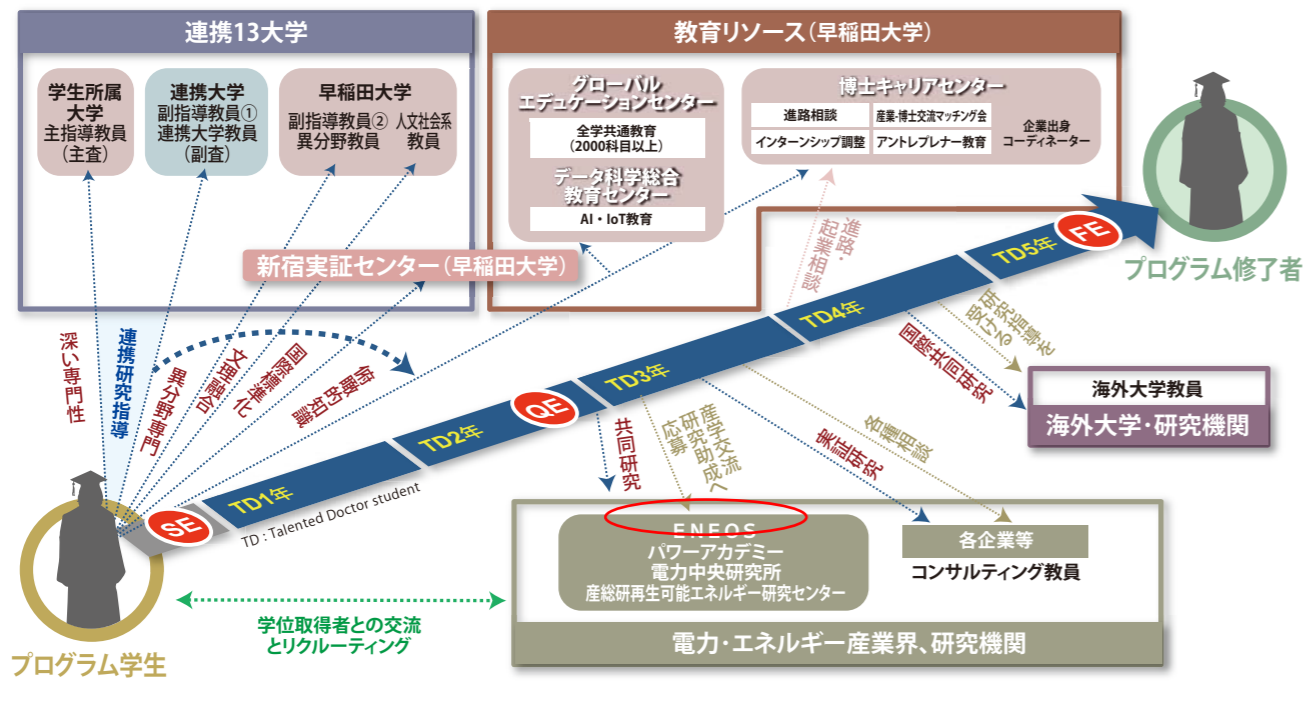 連携13大学
学生所属
大学
主指導教員
（主査）
連携大学
副指導教員①
連携大学教員
（副査）
早稲田大学
副指導教員②
異分野教員
人文社会系
教員
教育リソース（早稲田大学）
グローバル
エデュケーションセンター
全学共通教育
（2000科目以上）
データ科学総合
教育センター
AI・IoT教育
博士キャリアセンター
進路相談
産業・博士交流マッチング会
インターンシップ調整
アントレプレナー教育
企業出身
コーディネーター
新宿実証センター（早稲田大学）
プログラム修了者
深い専門性
連携研究指導
異分野専門
文理融合
国際標準化
俯瞰的知識
進路・
起業相談
SE
TD1年
TD2年
QE
TD3年
TD4年
TD5年
FE
TD : Talented Doctor student
共同研究
産学交流
研究助成へ
応募
実証研究
各種相談
国際共同研究
研究指導を
受ける
海外大学教員
海外大学・研究機関
ENEOS
パワーアカデミー
電力中央研究所
産総研再生可能エネルギー研究センター
各企業等
コンサルティング教員
電力・エネルギー産業界、研究機関
学位取得者との交流
とリクルーティング
プログラム学生